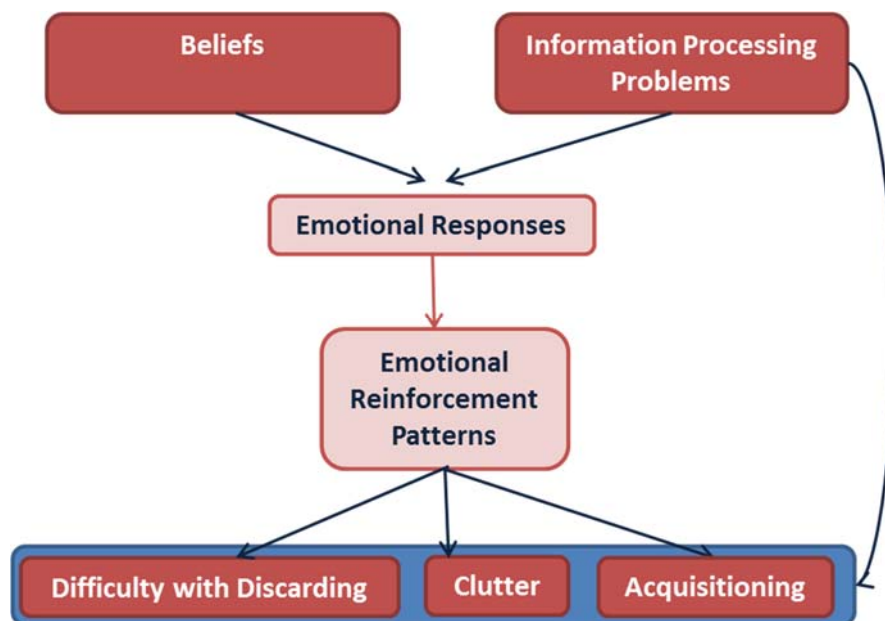 Beliefs
Information Processing
Problems
Emotional Responses
Emotional
Reinforcement
Patterns
Difficulty with Discarding
Clutter
Acquisitioning